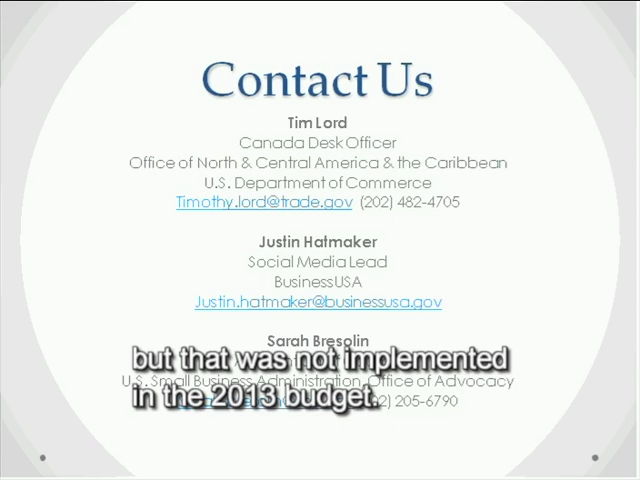 Contact Us
Tim Lord
Canada Desk Officer
Office of North & Central America & the Caribbean
U.S. Department of Commerce
Timothy.lord@trade.gov (202) 482-4705
Justin Hatmaker
Social Media Lead
BusinessUSA
Justin.hatmaker@businessusa.gov
Sarah Bresolin
but that was not implemented
U.S. Small Business Administration, Office of Advocacy
in the 2013 budget.
205-6790